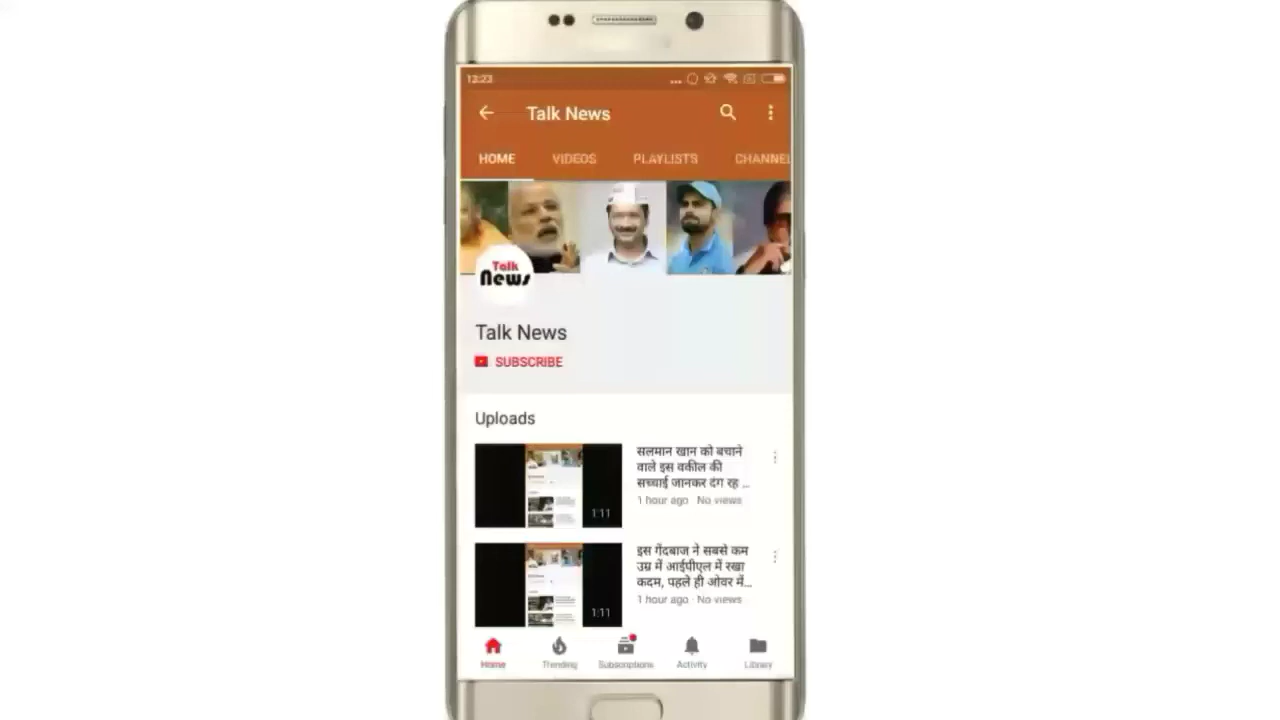 13:23
Talk News
HOME VIDEOS PLAYLISTS CHANNEL
Talk
News
Talk News
SUBSCRIBE
Uploads
सलमान खान को बचाने
वाले इस वकील की
सच्चाई जानकर दंग रह ...
1 hour ago · No views
1:11
इस गेंदबाज ने सबसे कम
उम्र में आईपीएल में रखा
कदम, पहले ही ओवर में...
1 hour ago · No views
1:11
Home Trending Subscriptions Activity Library